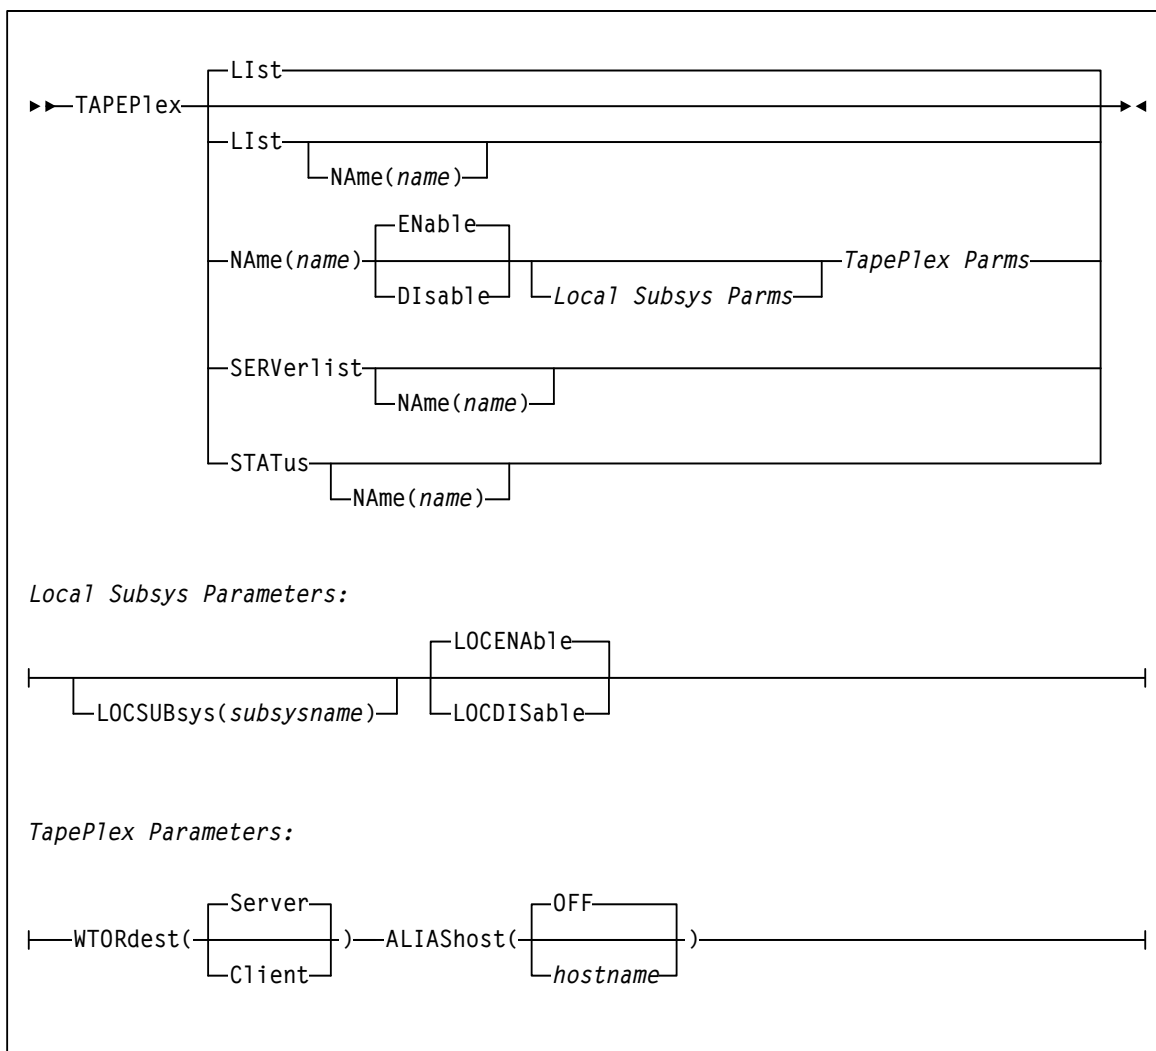 LIst
TAPEPlex
LIst
NAme(name)
ENable
NAme(name) TapePlex Parms
DIsable Local Subsys Parms
SERVerlist
NAme(name)
STATus
NAme(name)
Local Subsys Parameters:
LOCENAble
LOCSUBsys(subsysname) LOCDISable
TapePlex Parameters:
Server OFF
WTORdest( ) ALIAShost( )
Client hostname